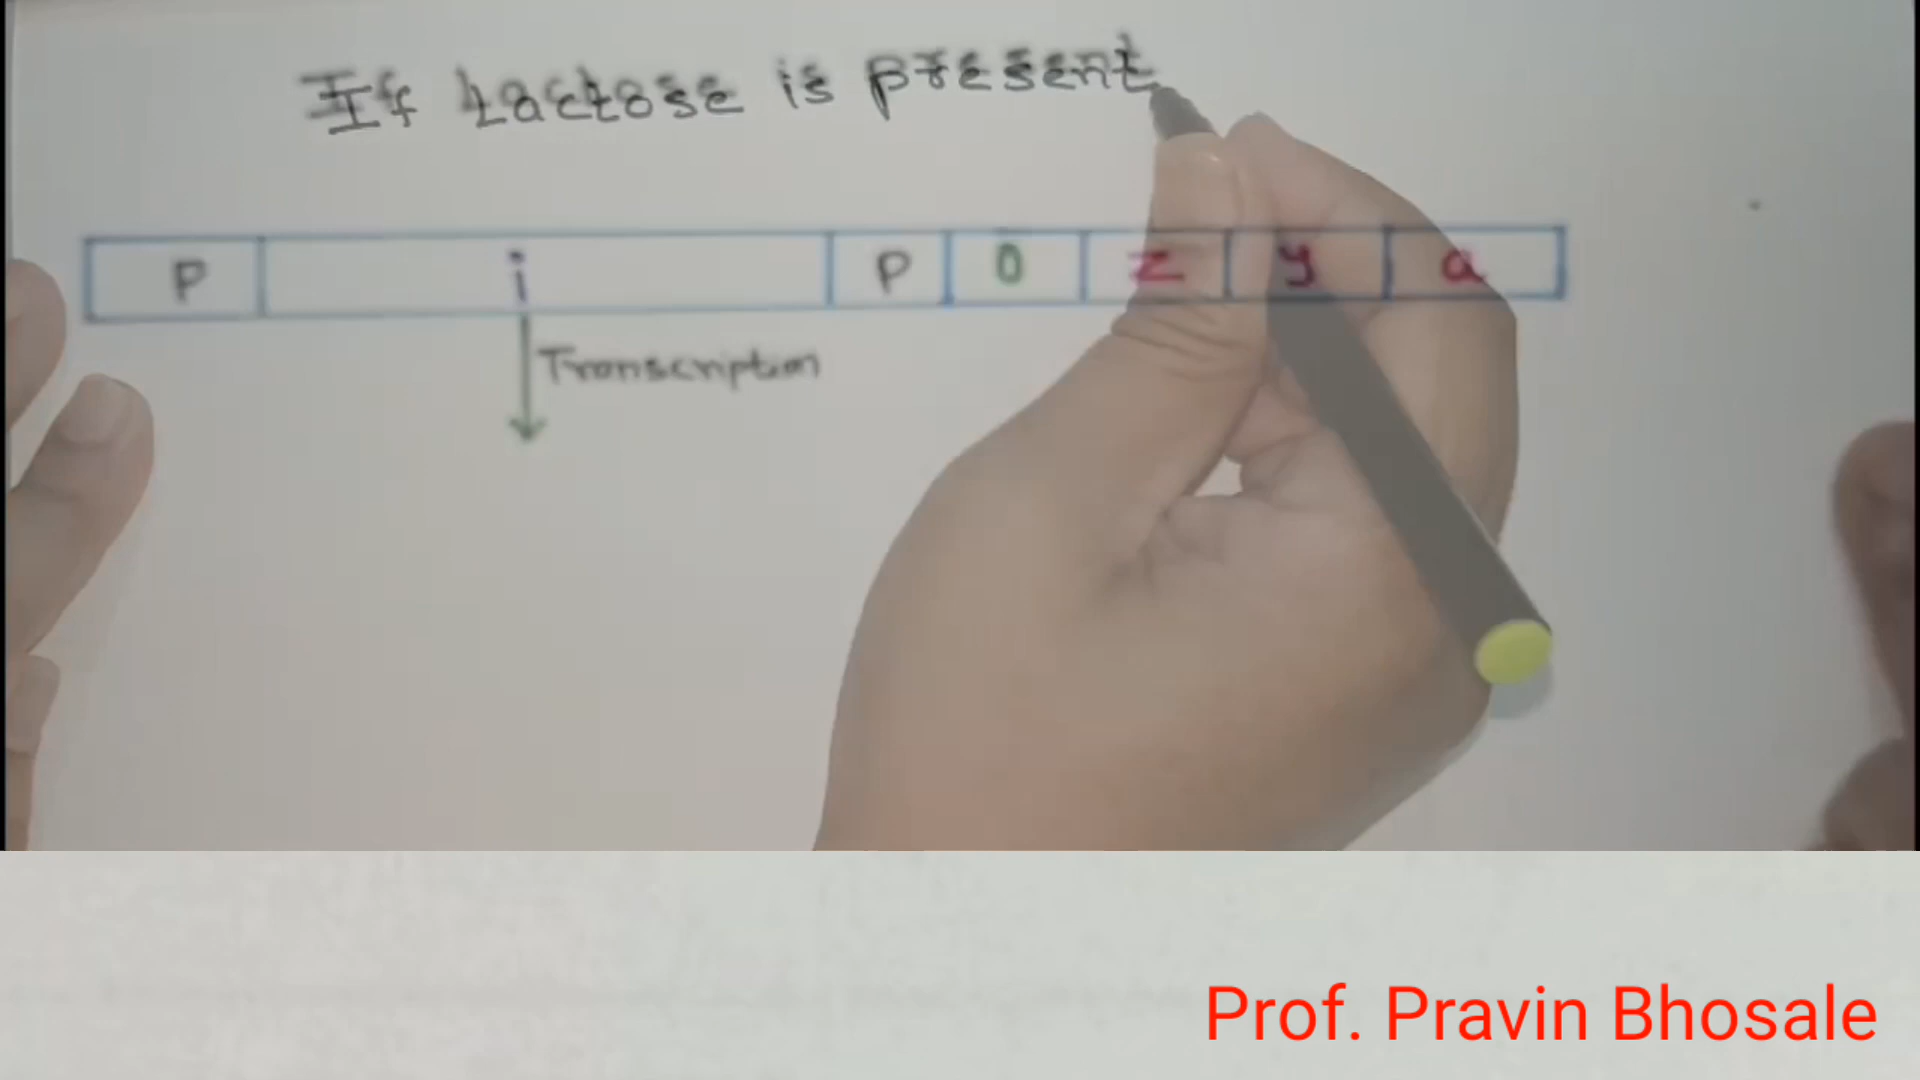 If Lactose is present
P i P O z y a
Transcription
Prof. Pravin Bhosale